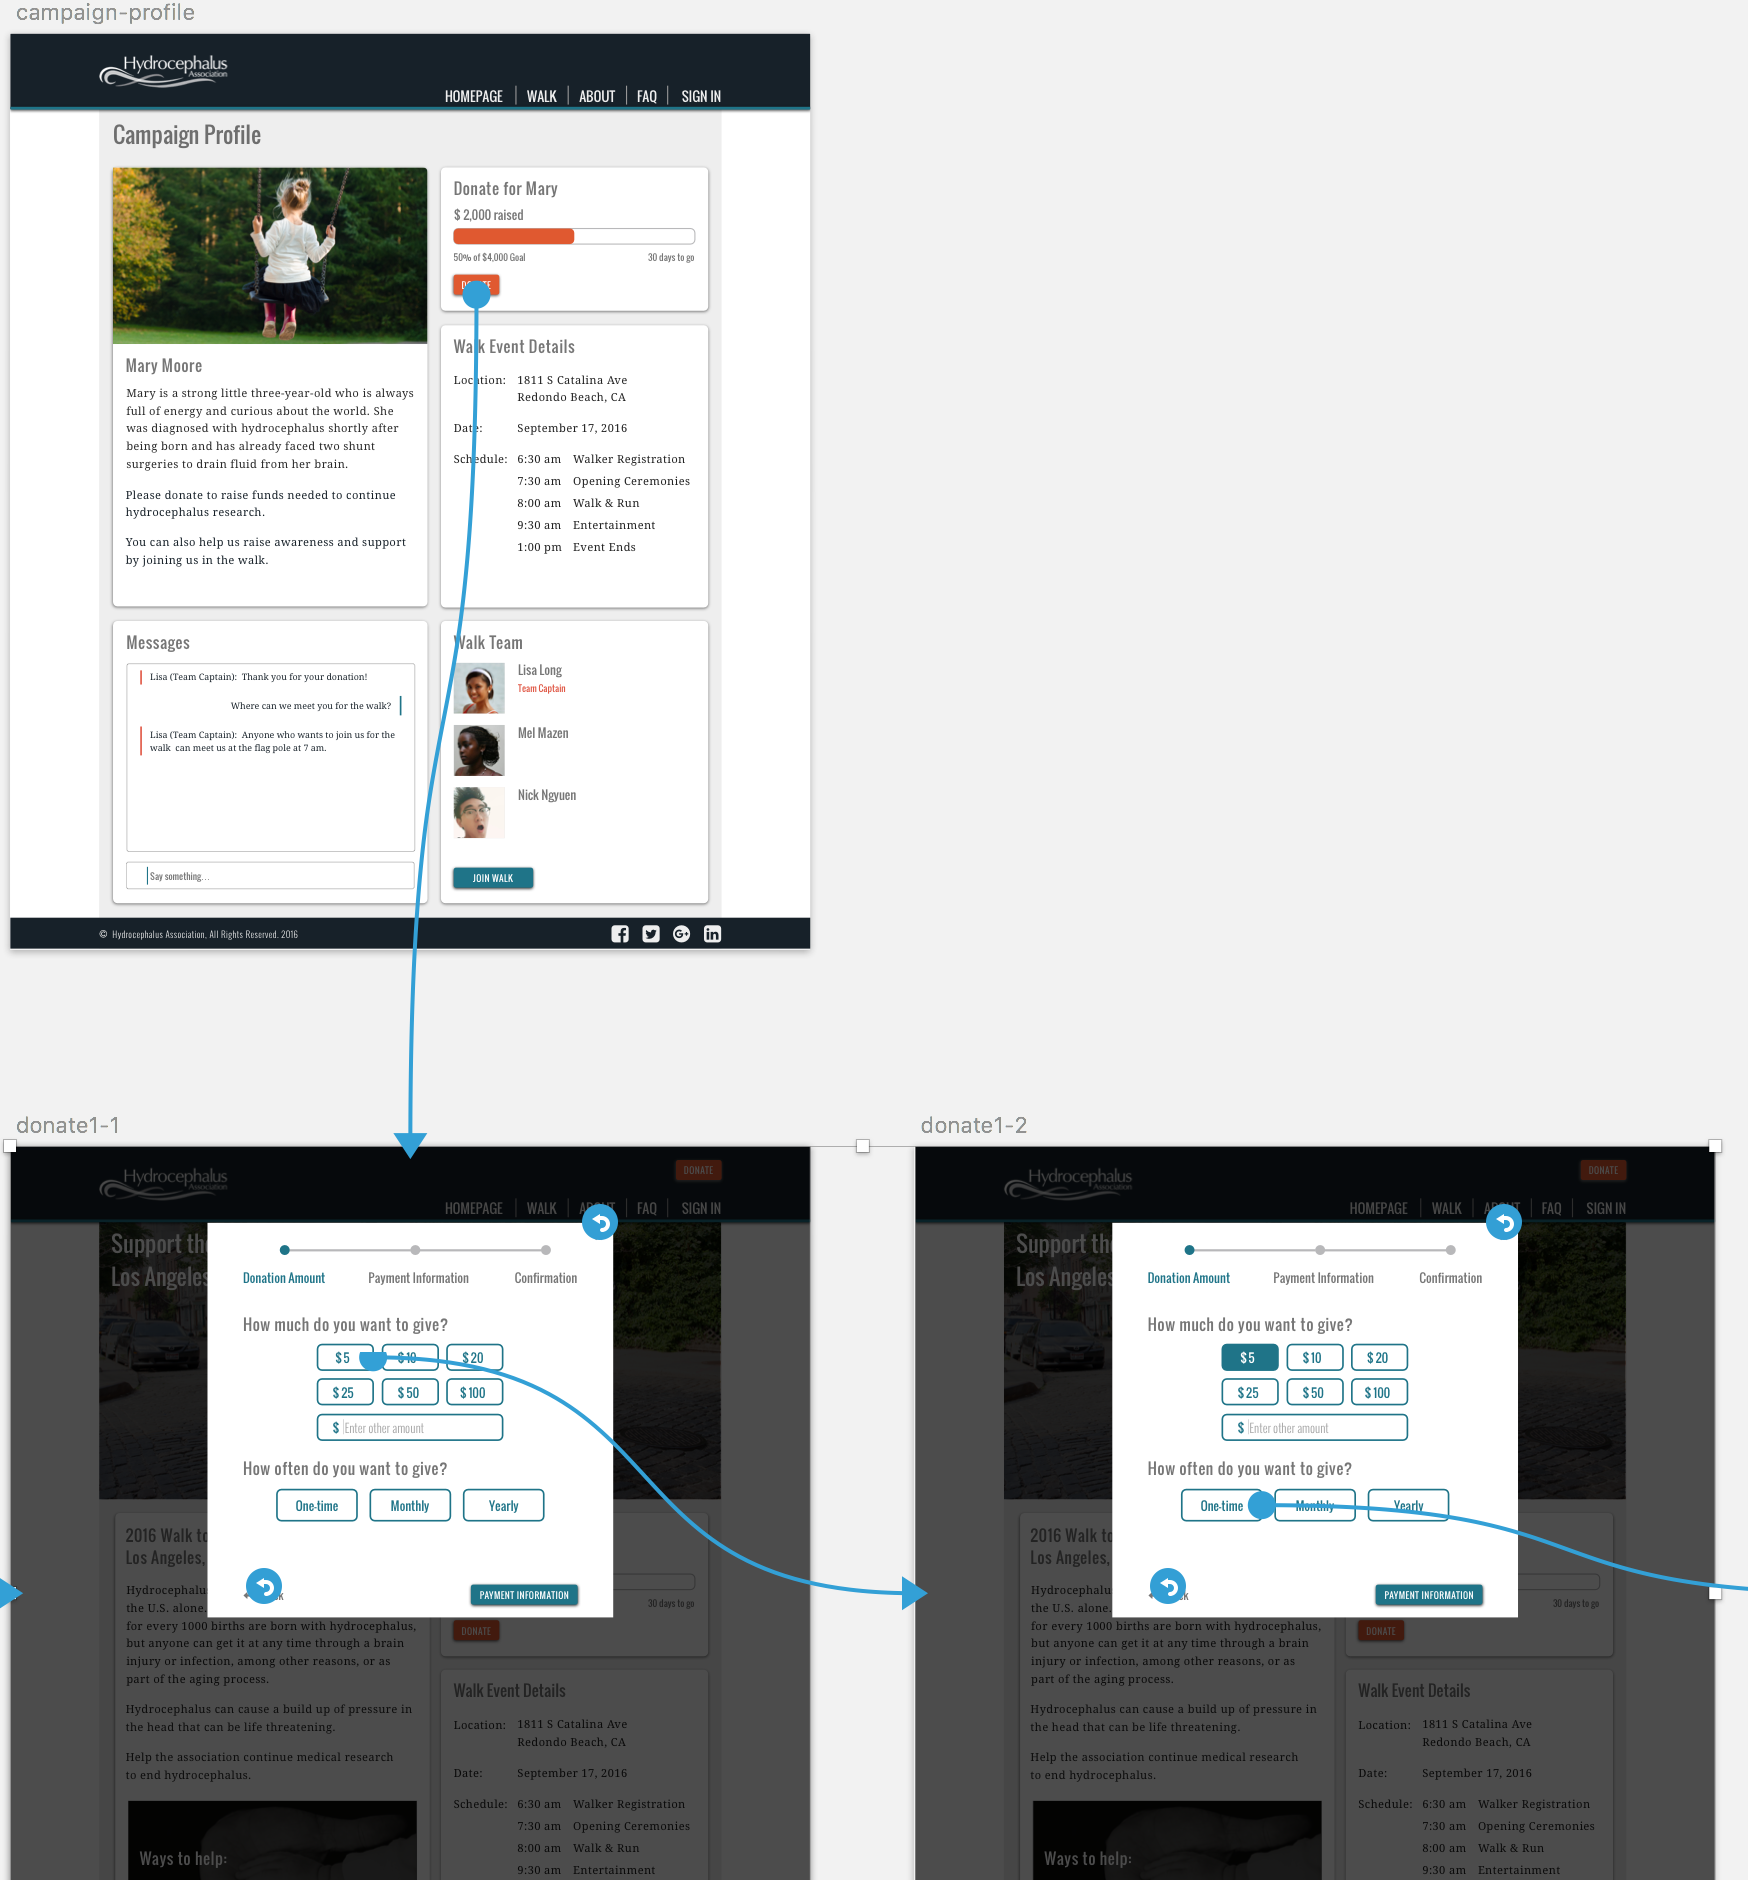 campaign-profile
Hydrocephalus
Association
HOMEPAGE WALK ABOUT FAQ SIGN IN
Campaign Profile
Mary Moore
Mary is a strong little three-year-old who is always
full of energy and curious about the world. She
was diagnosed with hydrocephalus shortly after
being born and has already faced two shunt
surgeries to drain fluid from her brain.
Please donate to raise funds needed to continue
hydrocephalus research.
You can also help us raise awareness and support
by joining us in the walk.
Donate for Mary
$ 2,000 raised
50% of $4,000 Goal 30 days to go
DONATE
Walk Event Details
Location: 1811 S Catalina Ave
Redondo Beach, CA
Date: September 17, 2016
Schedule: 6:30 am Walker Registration
7:30 am Opening Ceremonies
8:00 am Walk & Run
9:30 am Entertainment
1:00 pm Event Ends
Messages
Lisa (Team Captain): Thank you for your donation!
Where can we meet you for the walk?
Lisa (Team Captain): Anyone who wants to join us for the
walk can meet us at the flag pole at 7 am.
Say something...
Walk Team
Lisa Long
Team Captain
Mel Mazen
Nick Ngyuen
JOIN WALK
© Hydrocephalus Association, All Rights Reserved. 2016
donate1-1
Hydrocephalus
Association
DONATE
HOMEPAGE WALK ABOUT FAQ SIGN IN
Support the
Los Angeles
Donation Amount Payment Information Confirmation
How much do you want to give?
$5 $10 $20
$25 $50 $100
$ Enter other amount
How often do you want to give?
One-time Monthly Yearly
PAYMENT INFORMATION
2016 Walk to
Los Angeles,
Hydrocephalus
the U.S. alone.
for every 1000 births are born with hydrocephalus,
but anyone can get it at any time through a brain
injury or infection, among other reasons, or as
part of the aging process.
Hydrocephalus can cause a build up of pressure in
the head that can be life threatening.
Help the association continue medical research
to end hydrocephalus.
Ways to help:
30 days to go
DONATE
Walk Event Details
Location: 1811 S Catalina Ave
Redondo Beach, CA
Date: September 17, 2016
Schedule: 6:30 am Walker Registration
7:30 am Opening Ceremonies
8:00 am Walk & Run
9:30 am Entertainment
donate1-2
Hydrocephalus
Association
DONATE
HOMEPAGE WALK ABOUT FAQ SIGN IN
Support the
Los Angeles
Donation Amount Payment Information Confirmation
How much do you want to give?
$5 $10 $20
$25 $50 $100
$ Enter other amount
How often do you want to give?
One-time Monthly Yearly
PAYMENT INFORMATION
2016 Walk to
Los Angeles,
Hydrocephalus
the U.S. alone.
for every 1000 births are born with hydrocephalus,
but anyone can get it at any time through a brain
injury or infection, among other reasons, or as
part of the aging process.
Hydrocephalus can cause a build up of pressure in
the head that can be life threatening.
Help the association continue medical research
to end hydrocephalus.
Ways to help:
30 days to go
DONATE
Walk Event Details
Location: 1811 S Catalina Ave
Redondo Beach, CA
Date: September 17, 2016
Schedule: 6:30 am Walker Registration
7:30 am Opening Ceremonies
8:00 am Walk & Run
9:30 am Entertainment